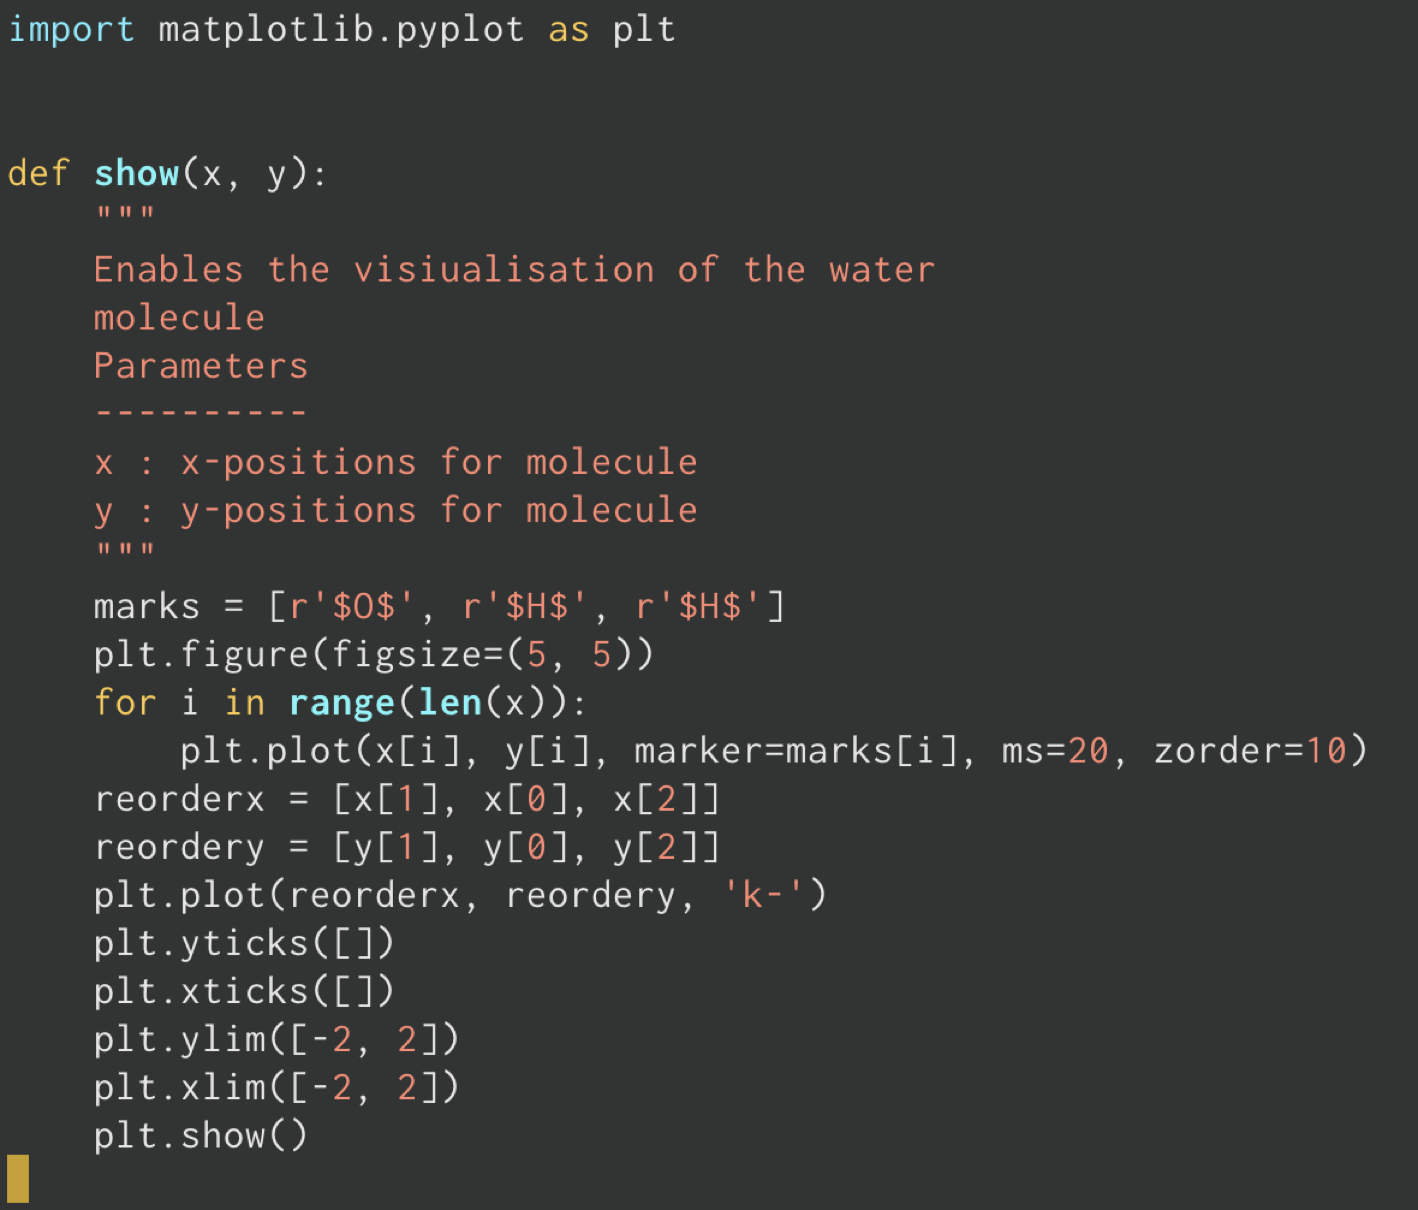 import matplotlib.pyplot as plt
def show(x, y):
    """
    Enables the visiualisation of the water
    molecule
    Parameters
    ----------
    x : x-positions for molecule
    y : y-positions for molecule
    """
    marks = [r'$O$', r'$H$', r'$H$']
    plt.figure(figsize=(5, 5))
    for i in range(len(x)):
        plt.plot(x[i], y[i], marker=marks[i], ms=20, zorder=10)
    reorderx = [x[1], x[0], x[2]]
    reordery = [y[1], y[0], y[2]]
    plt.plot(reorderx, reordery, 'k-')
    plt.yticks([])
    plt.xticks([])
    plt.ylim([-2, 2])
    plt.xlim([-2, 2])
    plt.show()